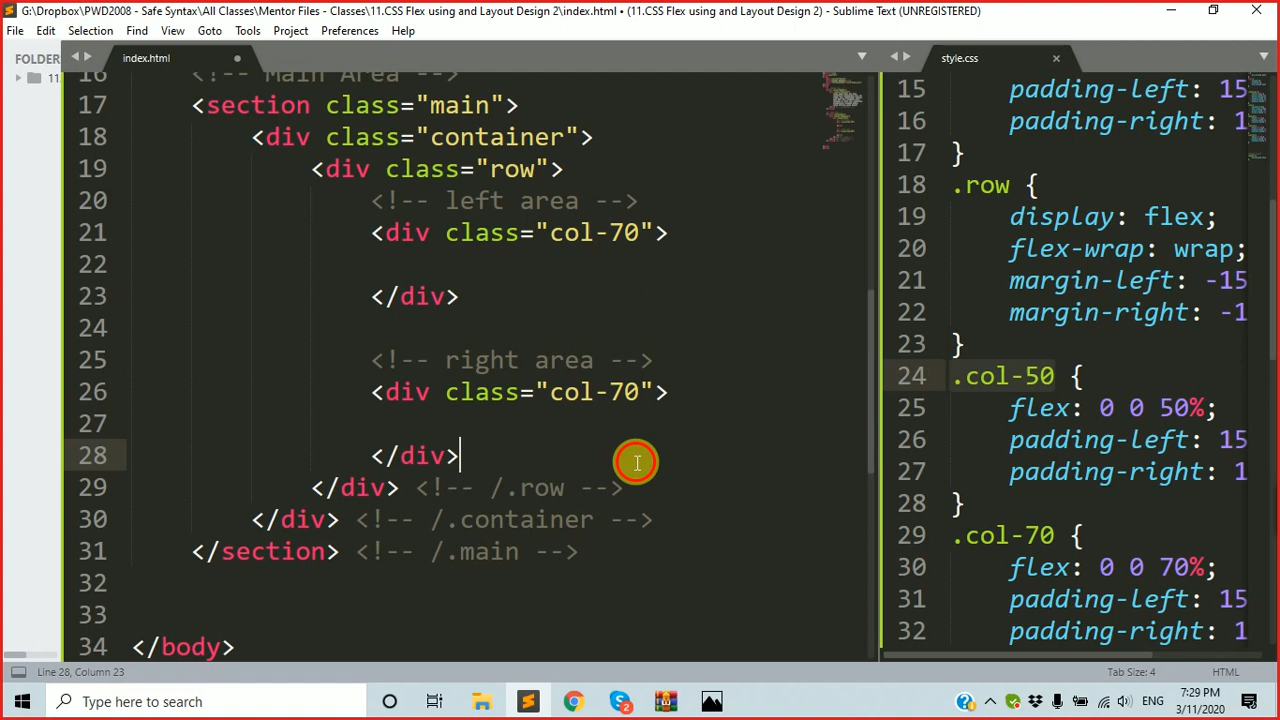 G:\Dropbox\PWD2008 - Safe Syntax\All Classes\Mentor Files - Classes\11.CSS Flex using and Layout Design 2\index.html • (11.CSS Flex using and Layout Design 2) - Sublime Text (UNREGISTERED)
File Edit Selection Find View Goto Tools Project Preferences Help
FOLDERS
11.
index.html
16 <!-- Main Area -->
17 <section class="main">
18 <div class="container">
19 <div class="row">
20 <!-- left area -->
21 <div class="col-70">
22
23 </div>
24
25 <!-- right area -->
26 <div class="col-70">
27
28 </div>
29 </div> <!-- /.row -->
30 </div> <!-- /.container -->
31 </section> <!-- /.main -->
32
33
34 </body>
style.css
15 padding-left: 15
16 padding-right: 1
17 }
18 .row {
19 display: flex;
20 flex-wrap: wrap;
21 margin-left: -15
22 margin-right: -1
23 }
24 .col-50 {
25 flex: 0 0 50%;
26 padding-left: 15
27 padding-right: 1
28 }
29 .col-70 {
30 flex: 0 0 70%;
31 padding-left: 15
32 padding-right: 1
Line 28, Column 23
Tab Size: 4
HTML
Type here to search
2
ENG
7:29 PM
3/11/2020